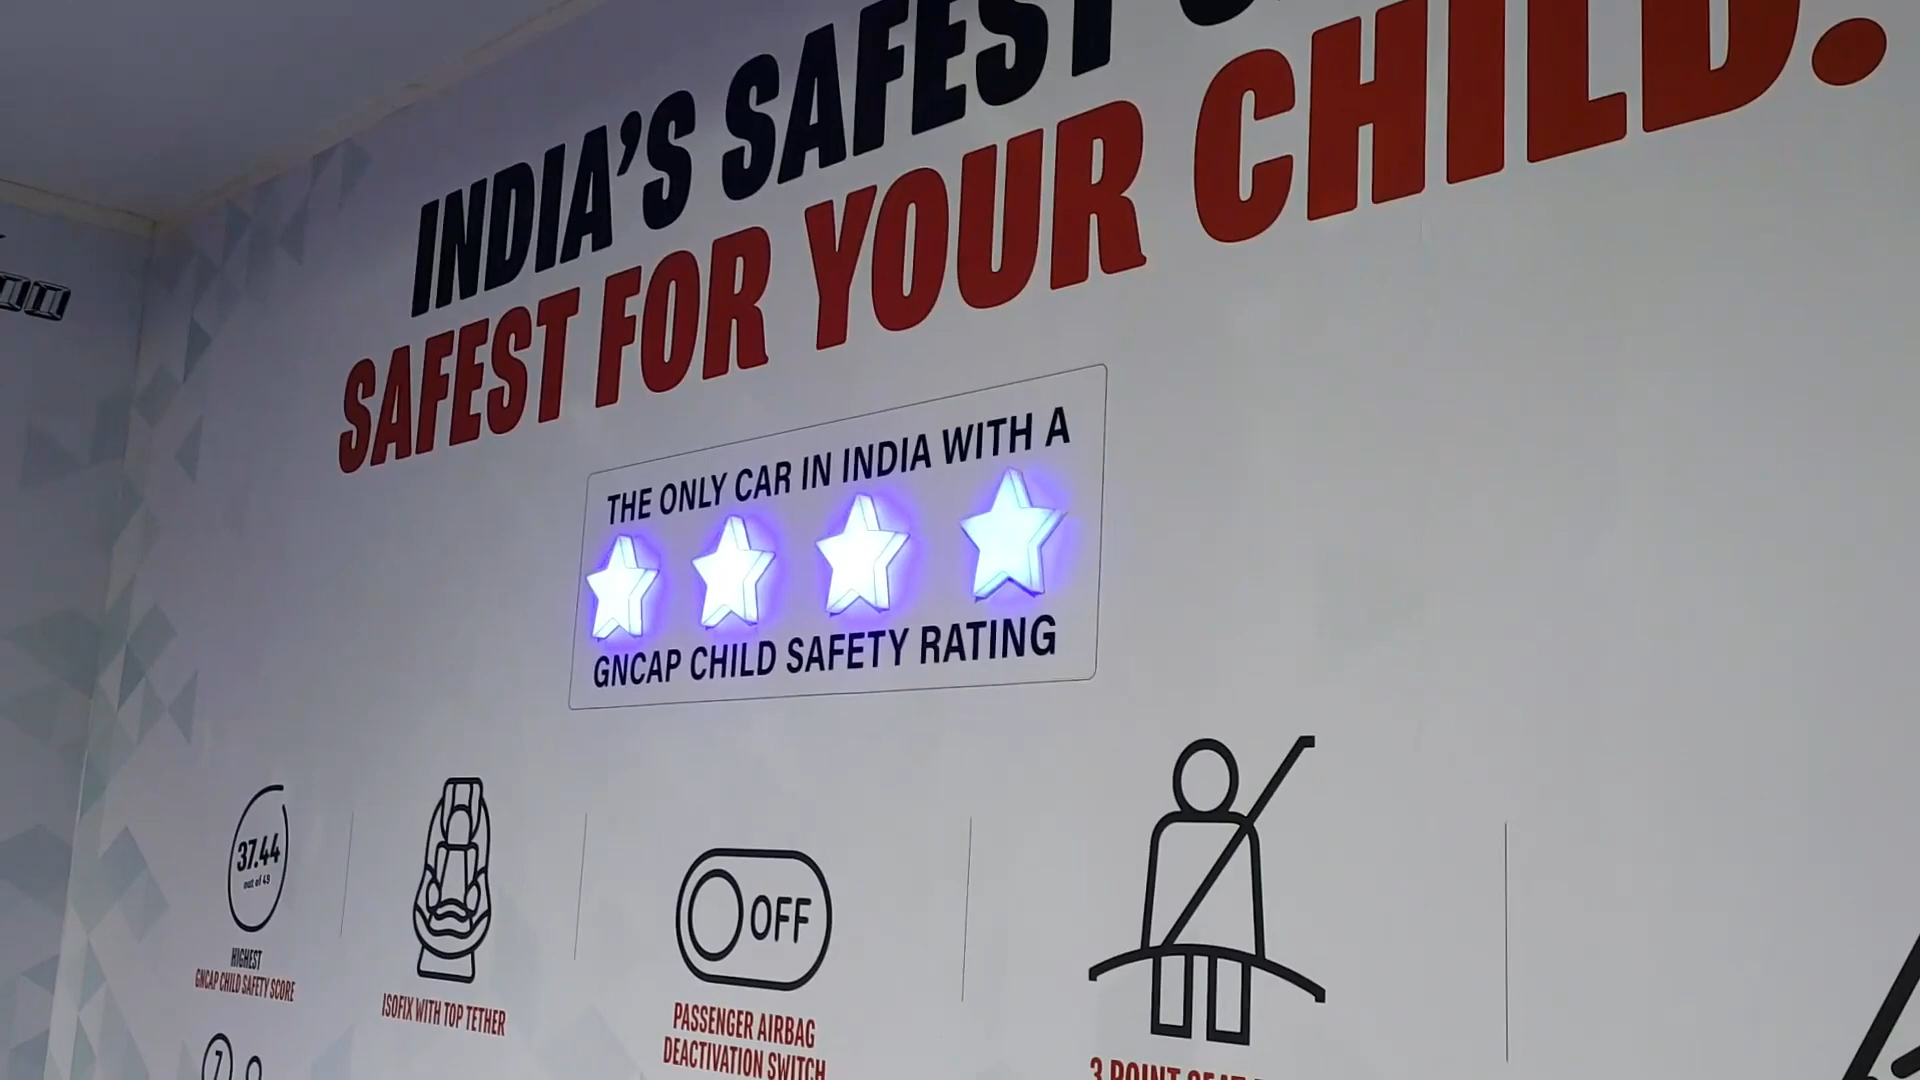 INDIA'S SAFEST
SAFEST FOR YOUR CHILD.
THE ONLY CAR IN INDIA WITH A
GNCAP CHILD SAFETY RATING
37.44
out of 49
HIGHEST
GNCAP CHILD SAFETY SCORE
ISOFIX WITH TOP TETHER
OFF
PASSENGER AIRBAG
DEACTIVATION SWITCH
3 POINT SEAT
7